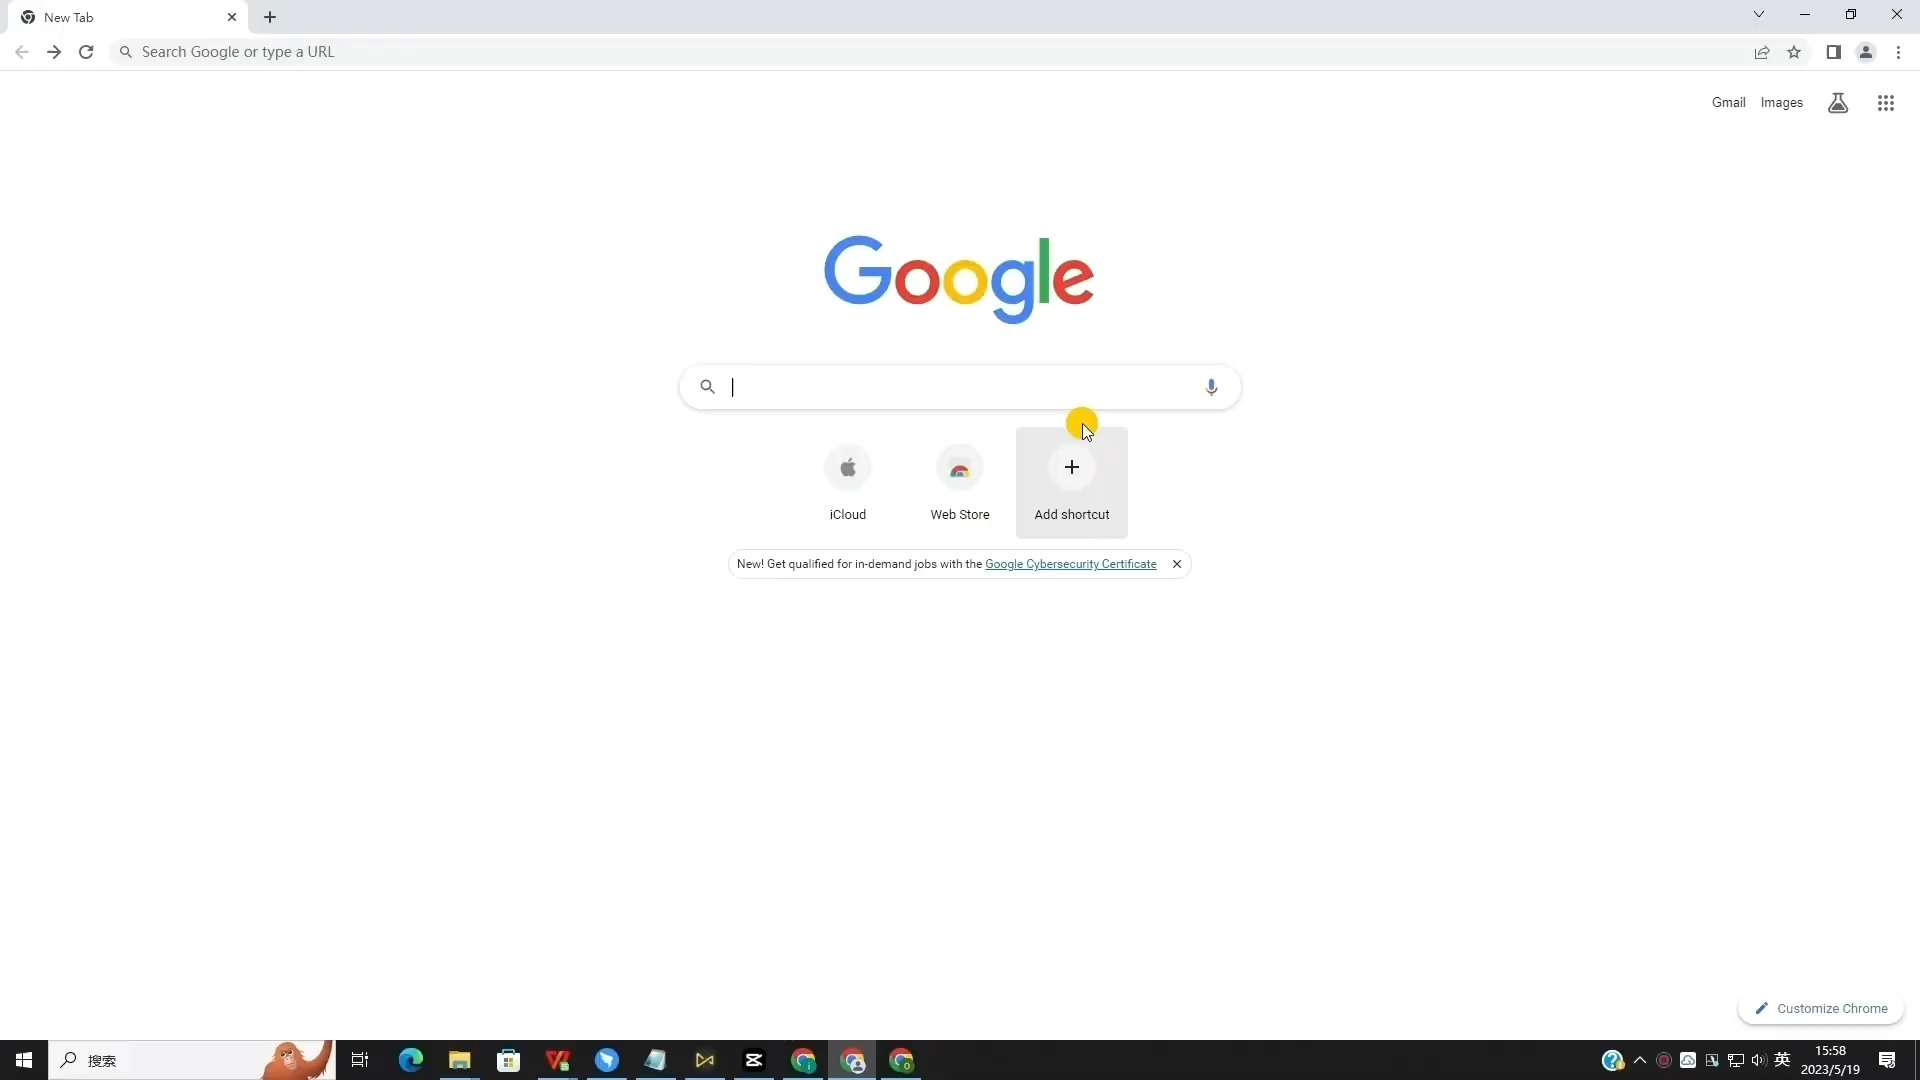 New Tab
Search Google or type a URL
Gmail Images
Google
iCloud Web Store Add shortcut
New! Get qualified for in-demand jobs with the Google Cybersecurity Certificate
Customize Chrome
搜索
英
15:58
2023/5/19